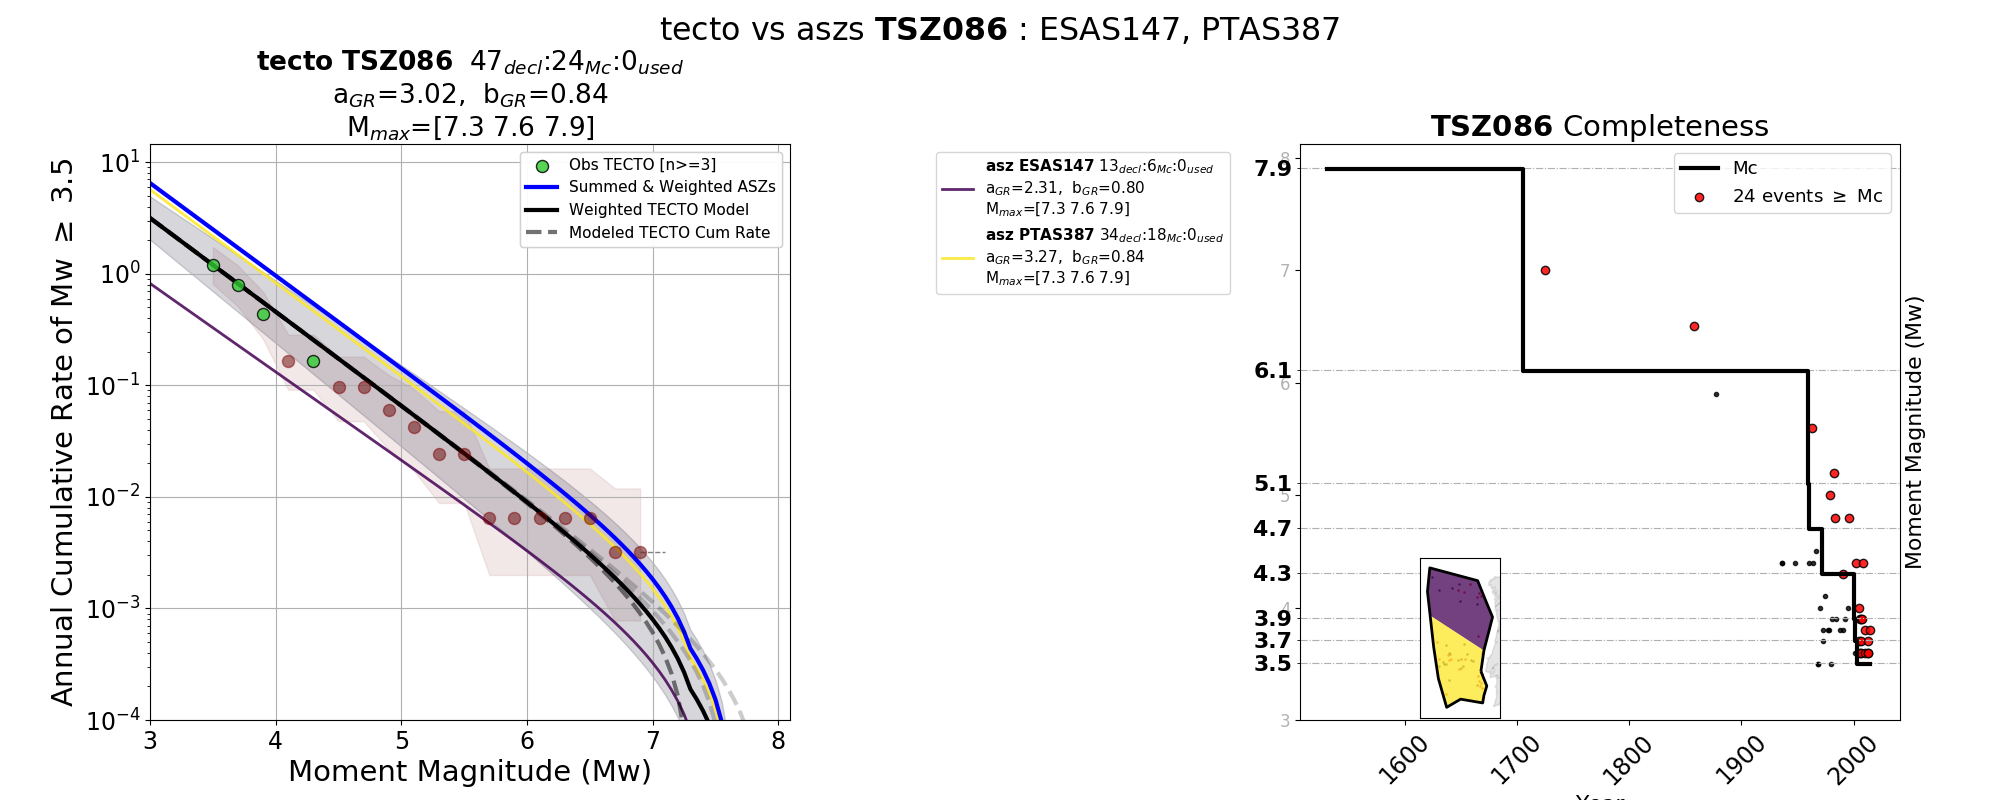 tecto vs aszs TSZ086 : ESAS147, PTAS387
tecto TSZ086 47decl:24Mc:0used
aGR=3.02, bGR=0.84
Mmax=[7.3 7.6 7.9]
Annual Cumulative Rate of Mw ≥ 3.5
10^1
10^0
10^-1
10^-2
10^-3
10^-4
3 4 5 6 7 8
Moment Magnitude (Mw)
Obs TECTO [n>=3]
Summed & Weighted ASZs
Weighted TECTO Model
Modeled TECTO Cum Rate
asz ESAS147 13decl:6Mc:0used
aGR=2.31, bGR=0.80
Mmax=[7.3 7.6 7.9]
asz PTAS387 34decl:18Mc:0used
aGR=3.27, bGR=0.84
Mmax=[7.3 7.6 7.9]
TSZ086 Completeness
Mc
24 events ≥ Mc
8
7.9
7
6.1
6
5.1
5
4.7
4.3
4
3.9
3.7
3.5
3
1600 1700 1800 1900 2000
Moment Magnitude (Mw)
Year